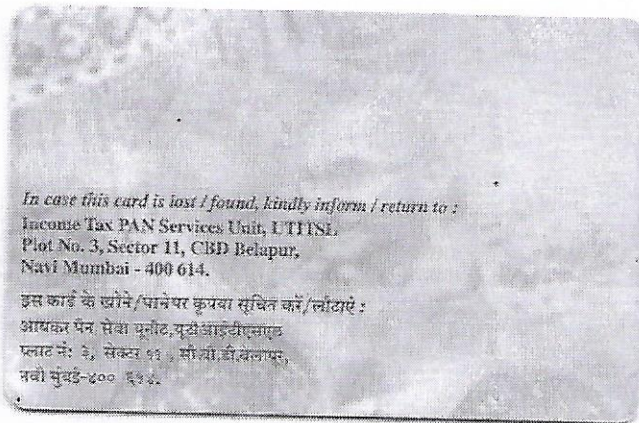 In case this card is lost / found, kindly inform / return to :
Income Tax PAN Services Unit, UTITSL
Plot No. 3, Sector 11, CBD Belapur,
Navi Mumbai - 400 614.
इस कार्ड के खोने/पानेपर कृपया सूचित करें/लौटाएं :
आयकर पॅन सेवा यूनीट, यूटीआईटीएसएल
प्लाट नं: ३, सेक्टर ११ , सी.बी.डी.बेलापूर,
नवी मुंबई-४०० ६१४.